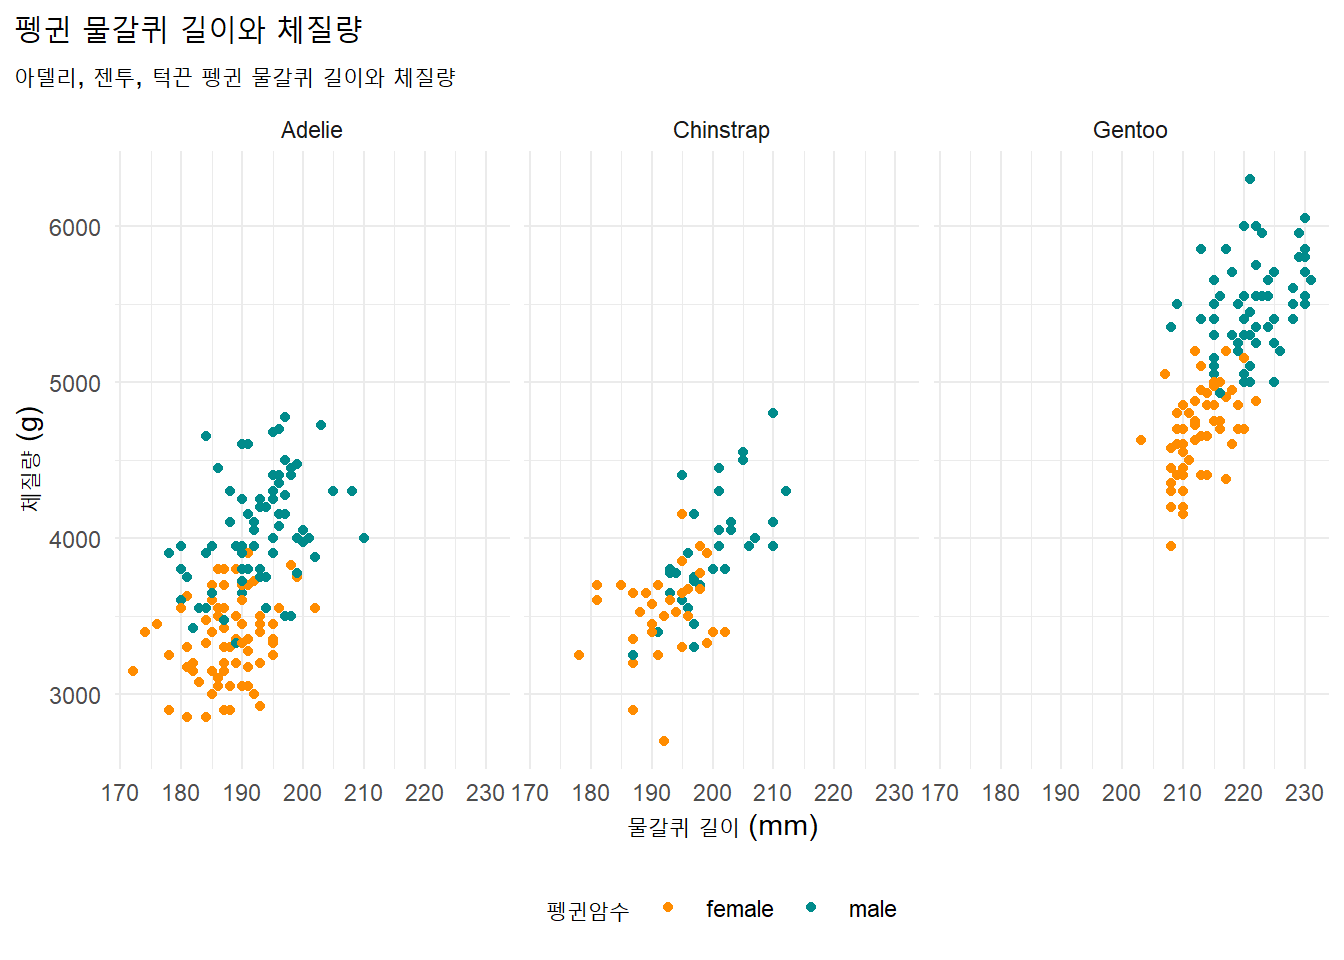 펭귄 물갈퀴 길이와 체질량
아델리, 젠투, 턱끈 펭귄 물갈퀴 길이와 체질량
Adelie Chinstrap Gentoo
6000
5000
4000
3000
체질량 (g)
170 180 190 200 210 220 230 170 180 190 200 210 220 230 170 180 190 200 210 220 230
물갈퀴 길이 (mm)
펭귄암수 female male